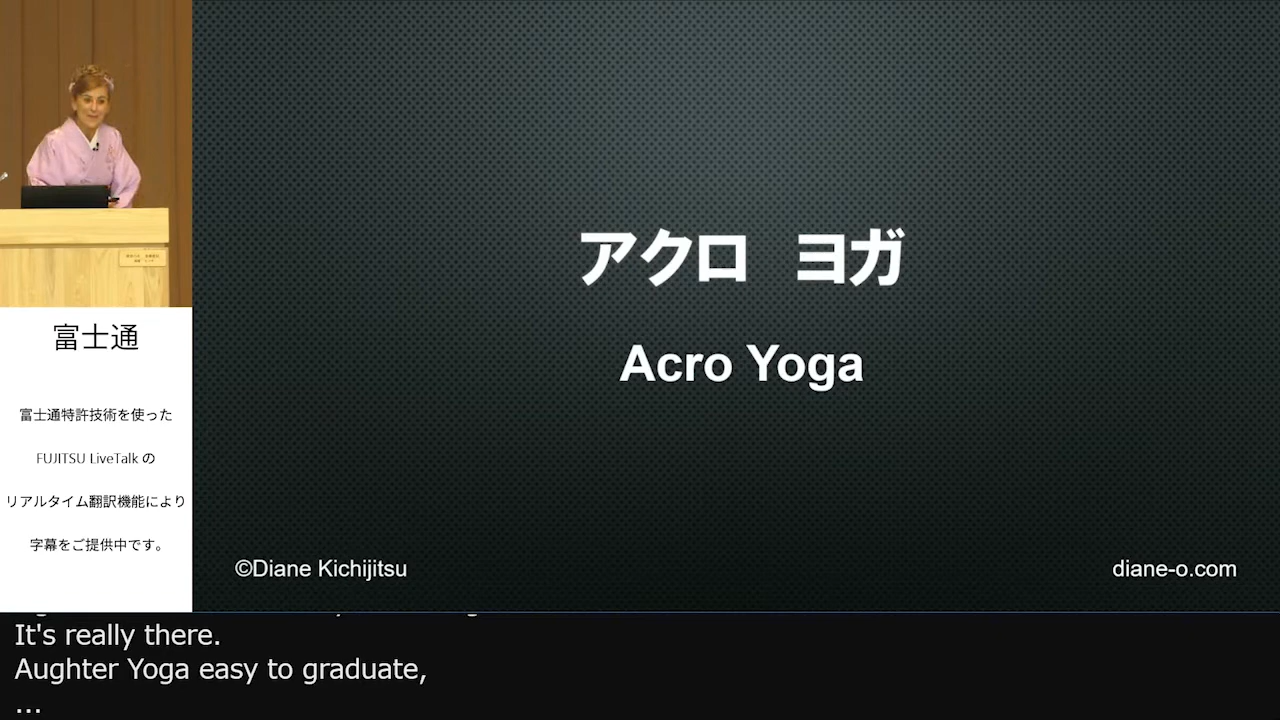 アクロ ヨガ
Acro Yoga
©Diane Kichijitsu
diane-o.com
富士通
富士通特許技術を使った
FUJITSU LiveTalk の
リアルタイム翻訳機能により
字幕をご提供中です。
It's really there.
Aughter Yoga easy to graduate,
...